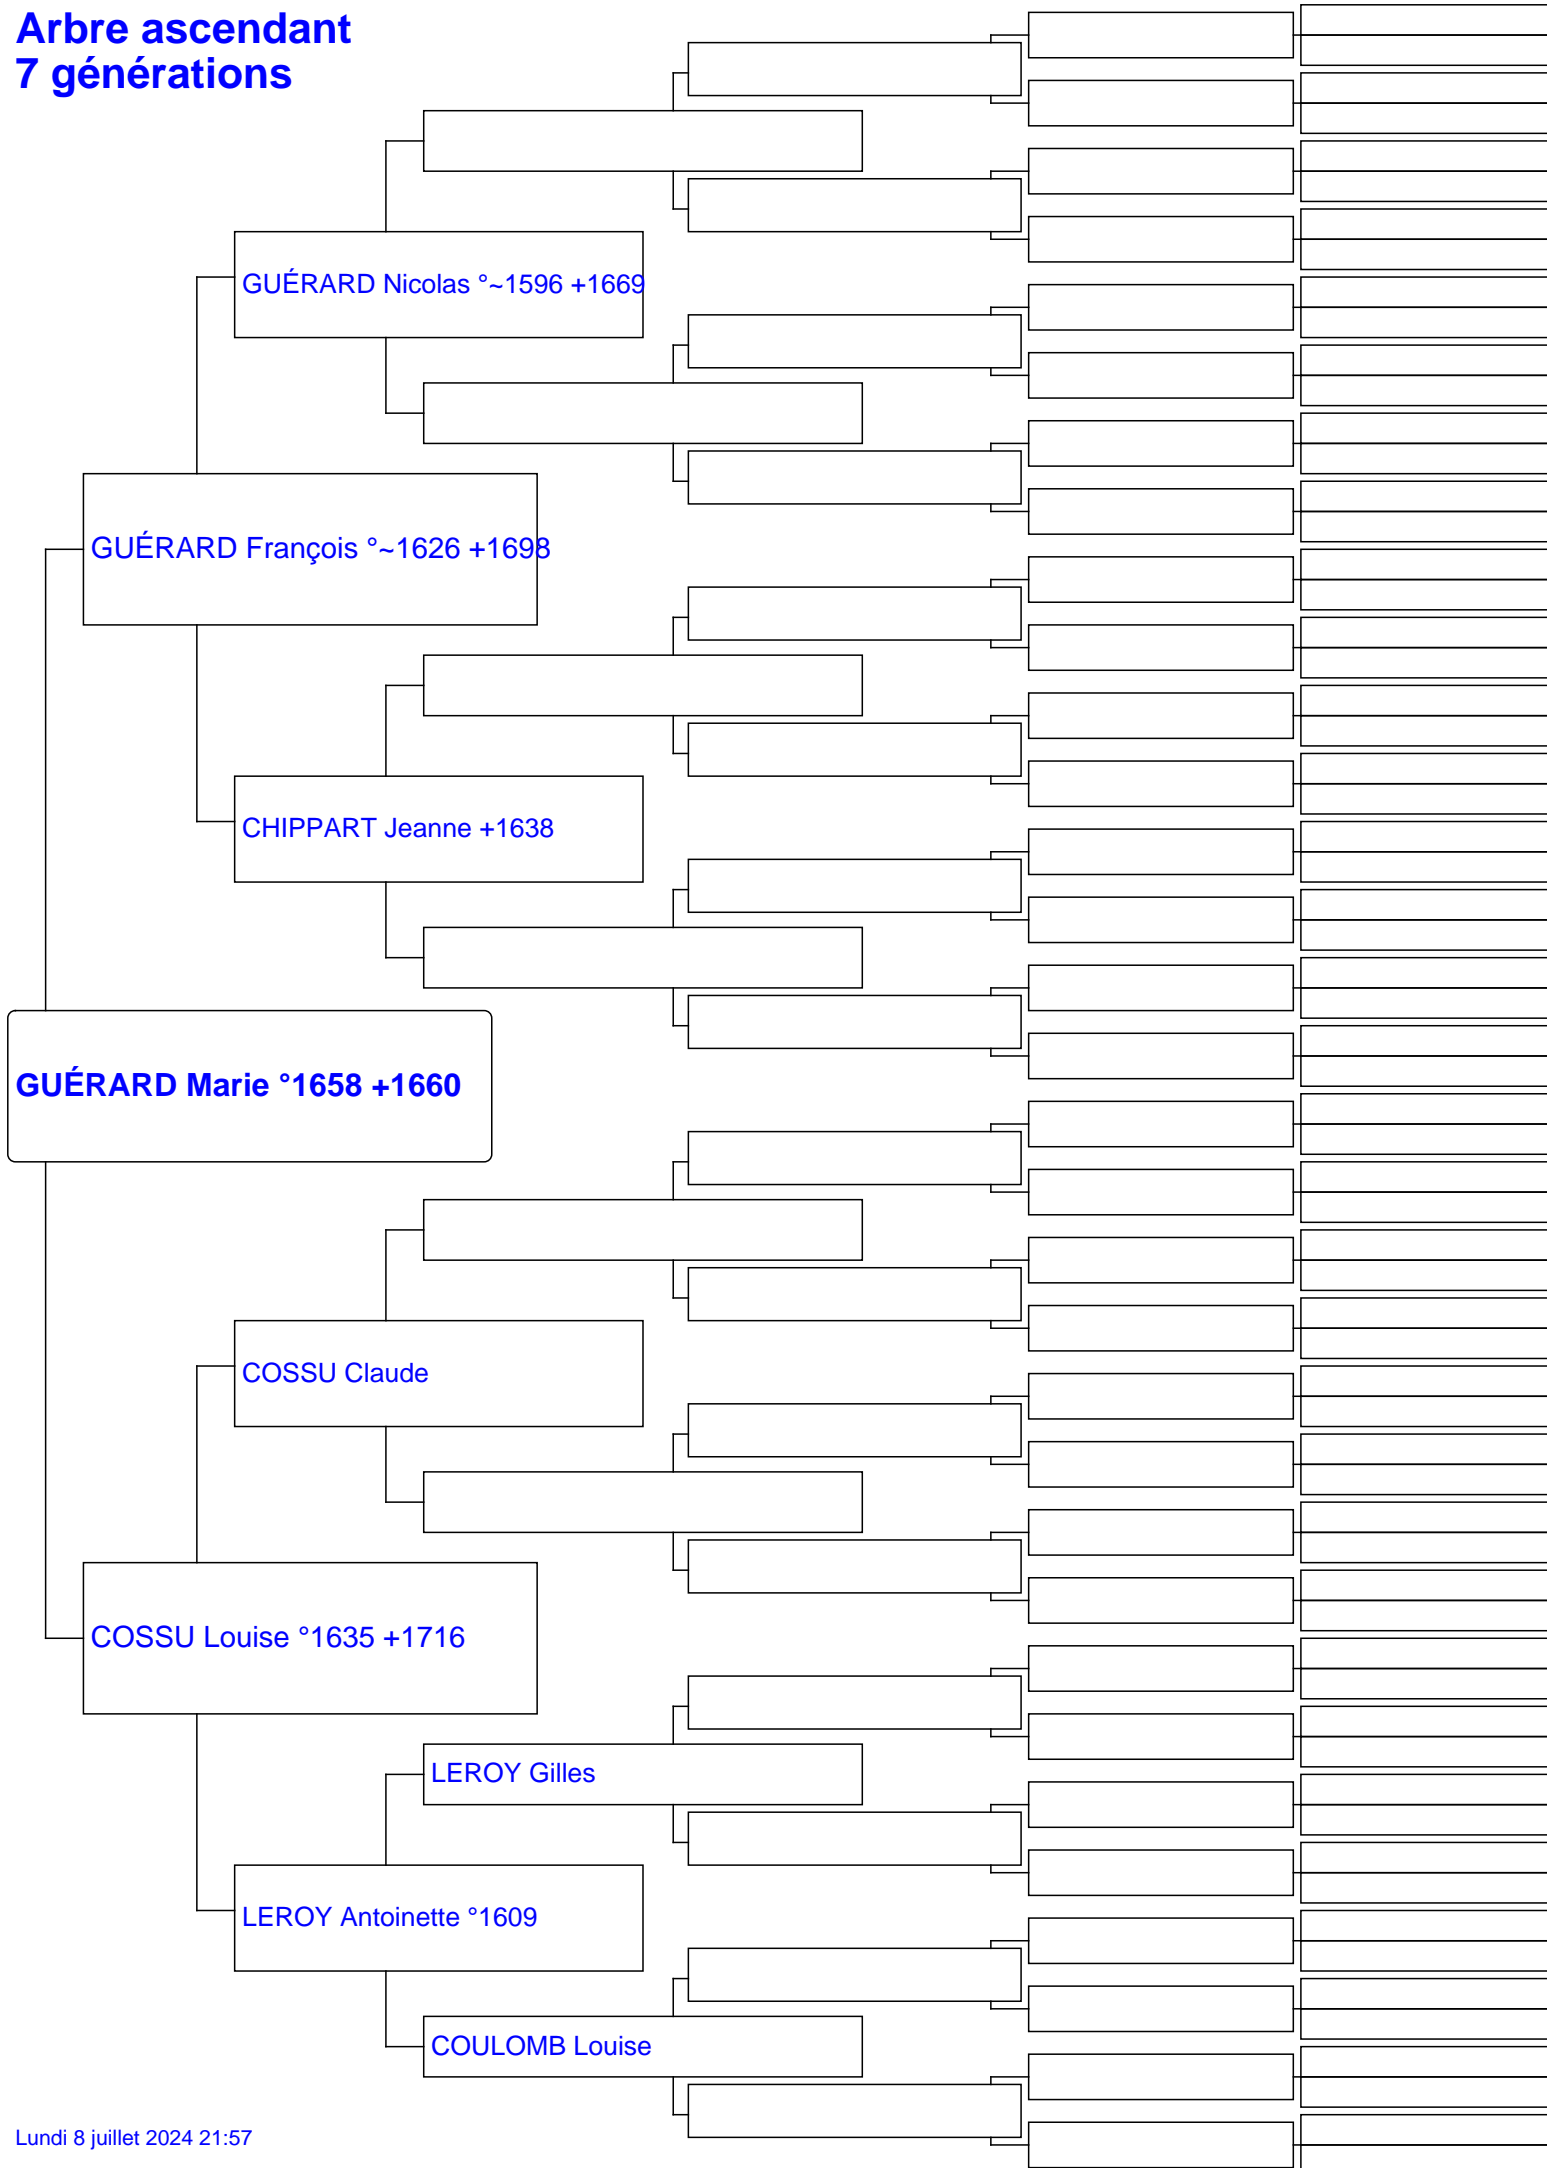 Arbre ascendant
7 générations
GUÉRARD Nicolas °~1596 +1669
GUÉRARD François °~1626 +1698
CHIPPART Jeanne +1638
GUÉRARD Marie °1658 +1660
COSSU Claude
COSSU Louise °1635 +1716
LEROY Gilles
LEROY Antoinette °1609
COULOMB Louise
Lundi 8 juillet 2024 21:57